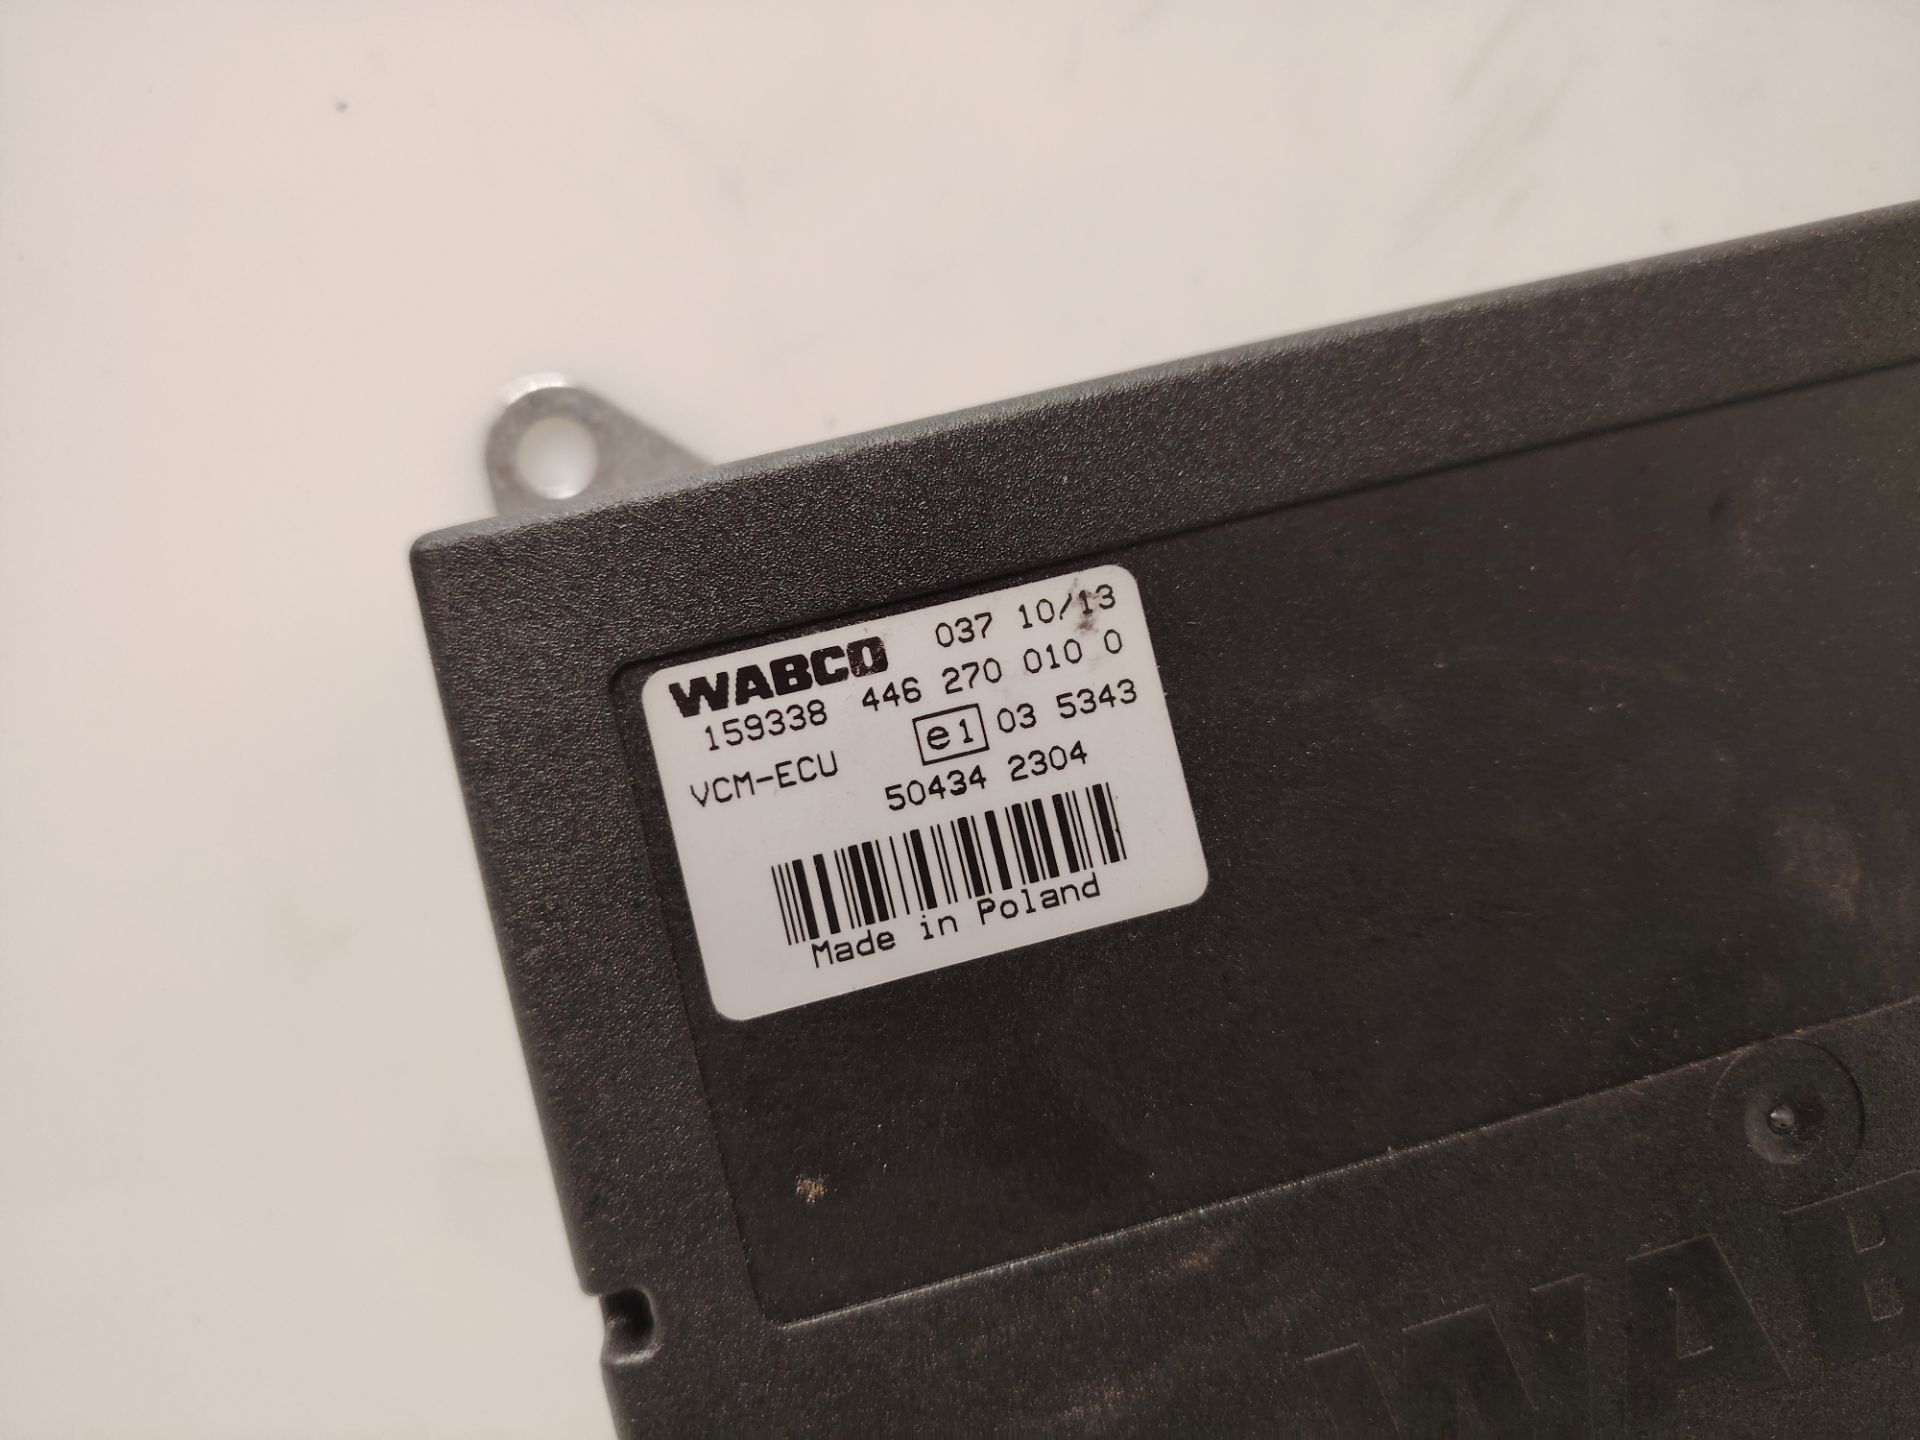 WABCO 037 10/13
159338 446 270 010 0
VCM-ECU e1 03 5343
50434 2304
Made in Poland